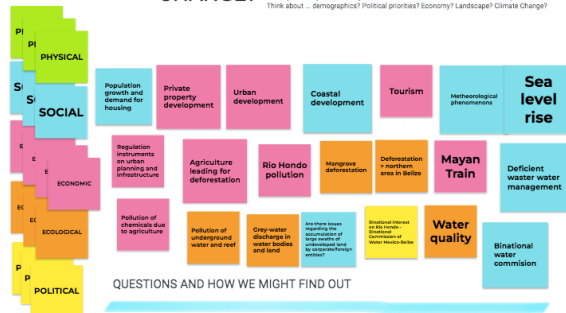 CHANGE?
Think about ... demographics? Political priorities? Economy? Landscape? Climate Change?
PHYSICAL
SOCIAL
ECONOMIC
ECOLOGICAL
POLITICAL
Population
growth and
demand for
housing
Private
property
development
Urban
development
Coastal
development
Tourism
Metheorological
phenomenons
Sea
level
rise
Regulation
instruments
on urban
planning and
infrastructure
Agriculture
leading for
deforestation
Rio Hondo
pollution
Mangrove
deforestation
Deforestation
+ northern
area in Belize
Mayan
Train
Deficient
waster water
management
Pollution of
chemicals due
to agriculture
Pollution of
underground
water and reef
Grey-water
discharge in
water bodies
and land
Are there issues
regarding the
accumulation of
large swaths of
undeveloped land
by corporate/foreign
entities?
Binational Interest
on Rio Hondo -
Binational
Commission of
Water Mexico-Belize
Water
quality
Binational
water
commision
QUESTIONS AND HOW WE MIGHT FIND OUT